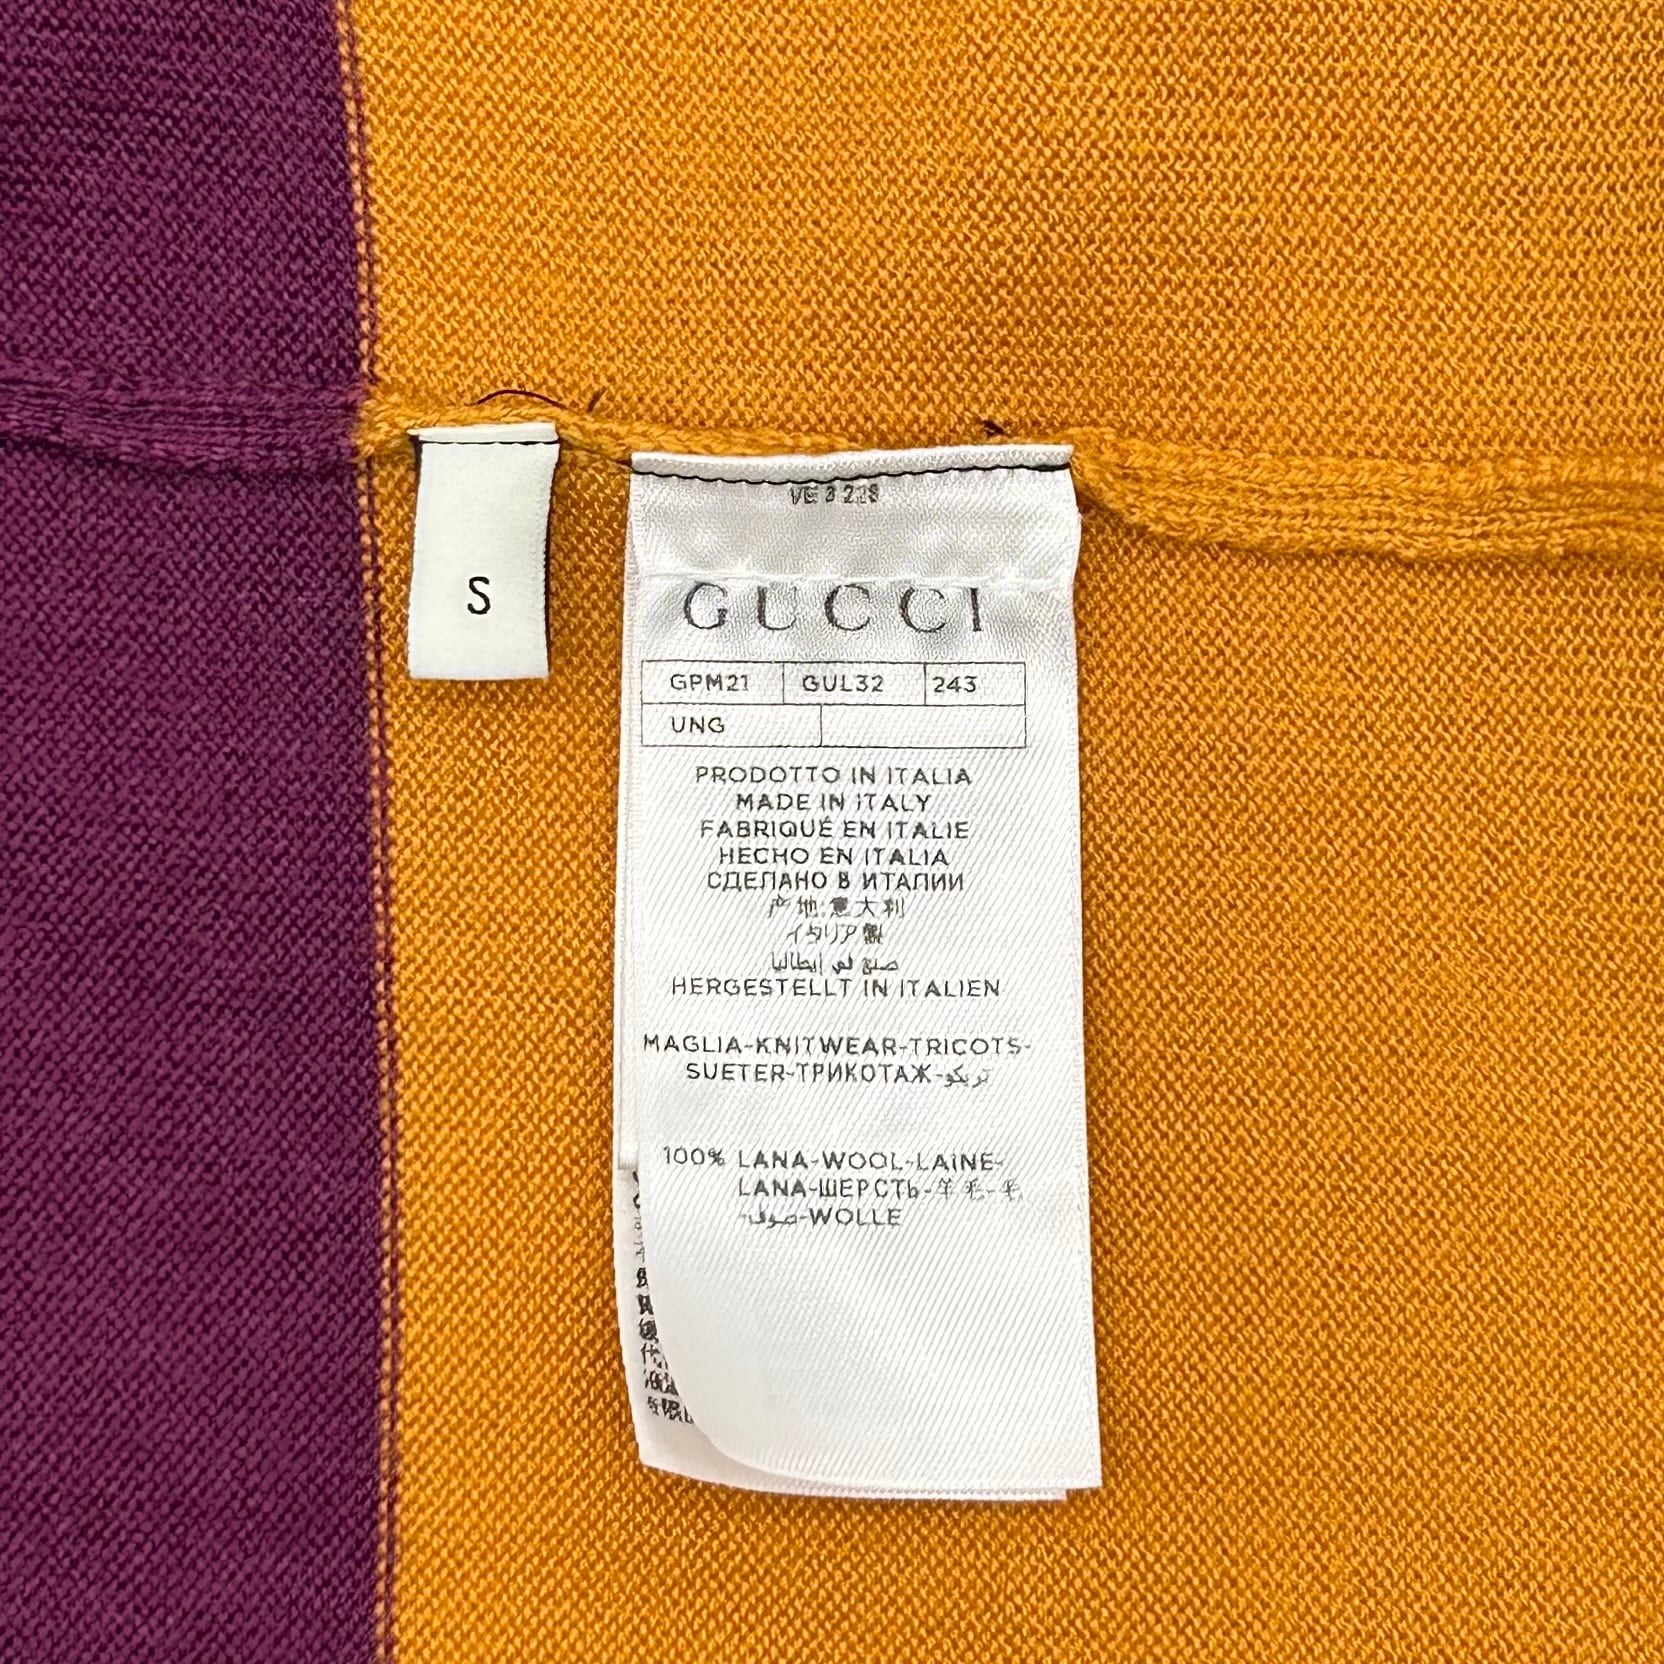 S
GUCCI
GPM21 GUL32 243
UNG
PRODOTTO IN ITALIA
MADE IN ITALY
FABRIQUÉ EN ITALIE
HECHO EN ITALIA
СДЕЛАНО В ИТАЛИИ
产地:意大利
イタリア製
صنع في إيطاليا
HERGESTELLT IN ITALIEN
MAGLIA-KNITWEAR-TRICOTS-
SUETER-ТРИКОТАЖ-تريكو
100% LANA-WOOL-LAINE-
LANA-ШЕРСТЬ-羊毛-毛
-صوف-WOLLE